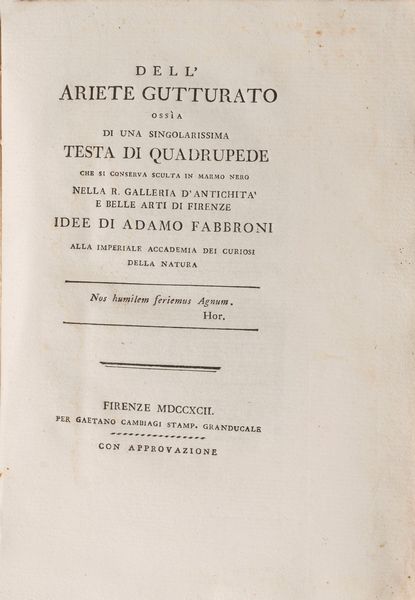 DELL'
ARIETE GUTTURATO
OSSÌA
DI UNA SINGOLARISSIMA
TESTA DI QUADRUPEDE
CHE SI CONSERVA SCULTA IN MARMO NERO
NELLA R. GALLERIA D'ANTICHITA'
E BELLE ARTI DI FIRENZE
IDEE DI ADAMO FABBRONI
ALLA IMPERIALE ACCADEMIA DEI CURIOSI
DELLA NATURA
Nos humilem feriemus Agnum.
Hor.
FIRENZE MDCCXCII.
PER GAETANO CAMBIAGI STAMP. GRANDUCALE
CON APPROVAZIONE